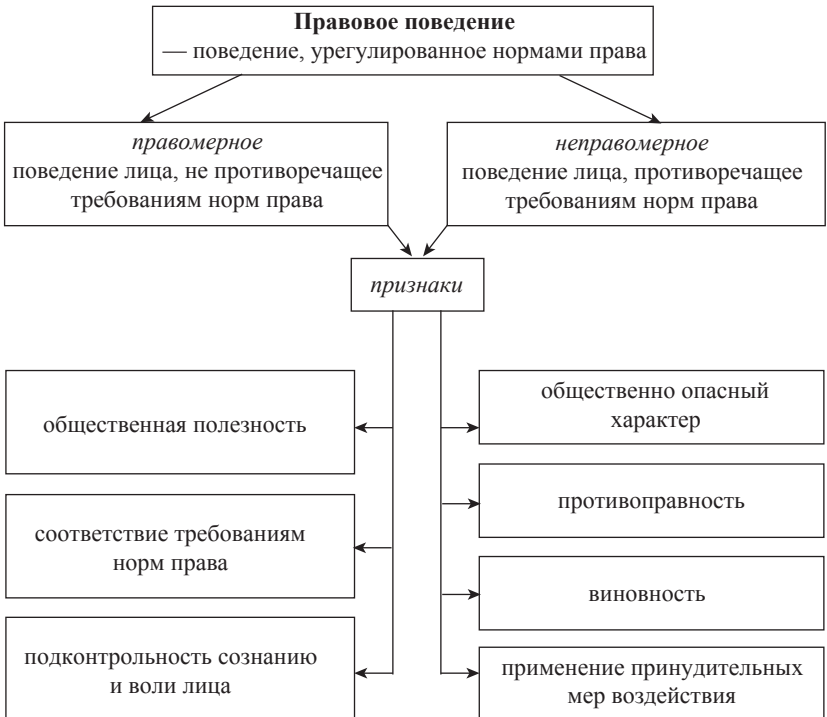 Правовое поведение
— поведение, урегулированное нормами права
правомерное
поведение лица, не противоречащее
требованиям норм права
неправомерное
поведение лица, противоречащее
требованиям норм права
признаки
общественная полезность
соответствие требованиям
норм права
подконтрольность сознанию
и воли лица
общественно опасный
характер
противоправность
виновность
применение принудительных
мер воздействия